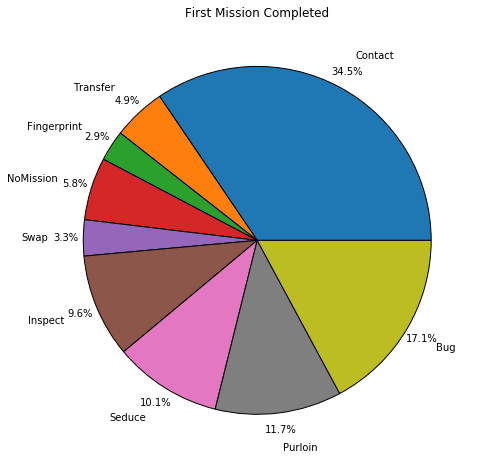 First Mission Completed
Contact
34.5%
Transfer
4.9%
Fingerprint
2.9%
NoMission
5.8%
Swap
3.3%
Inspect
9.6%
Seduce
10.1%
Purloin
11.7%
Bug
17.1%